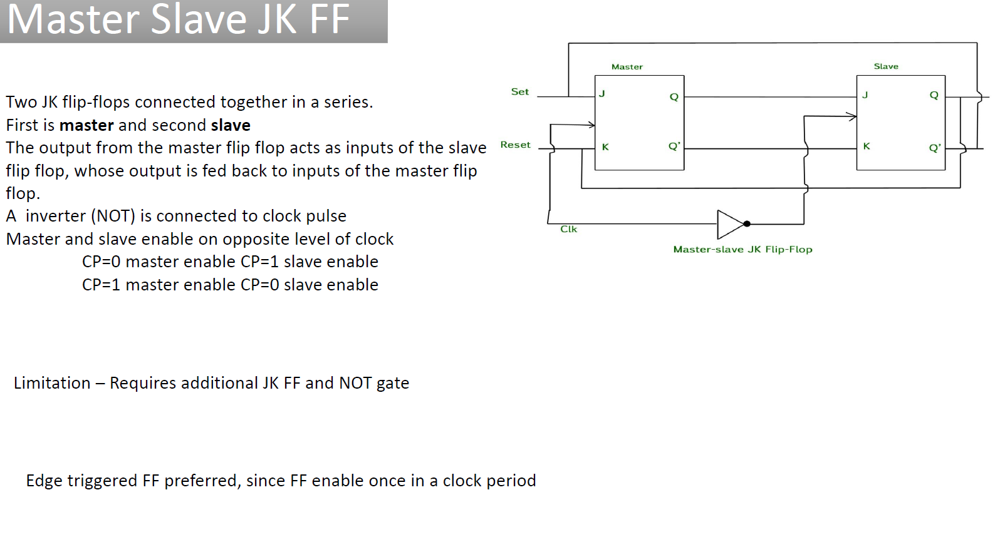 Master Slave JK FF
Two JK flip-flops connected together in a series.
First is master and second slave
The output from the master flip flop acts as inputs of the slave
flip flop, whose output is fed back to inputs of the master flip
flop.
A  inverter (NOT) is connected to clock pulse
Master and slave enable on opposite level of clock
CP=0 master enable CP=1 slave enable
CP=1 master enable CP=0 slave enable
Limitation – Requires additional JK FF and NOT gate
Edge triggered FF preferred, since FF enable once in a clock period
Master
Slave
Set
J
Q
J
Q
Reset
K
Q'
K
Q'
Clk
Master-slave JK Flip-Flop